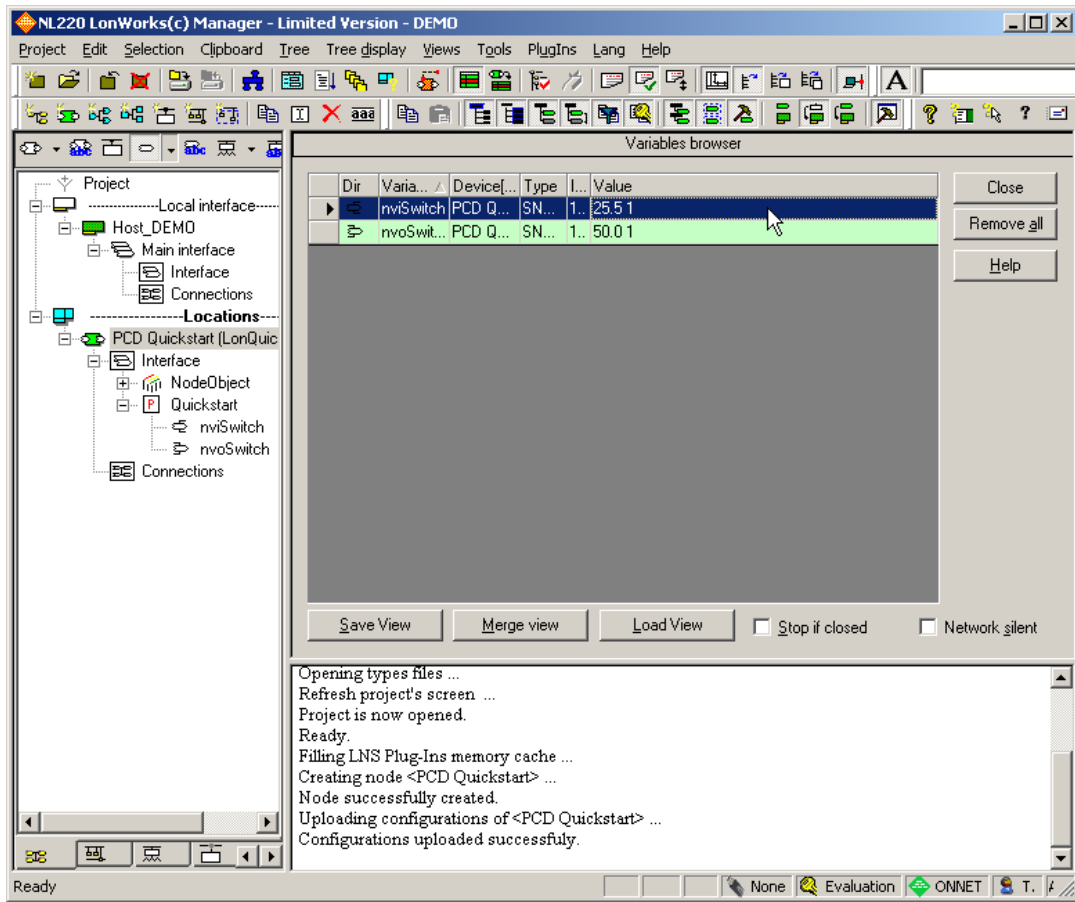 NL220 LonWorks(c) Manager - Limited Version - DEMO
Project Edit Selection Clipboard Tree Tree display Views Tools PlugIns Lang Help
A
abc aaa ?
abc
Variables browser
Project
Local interface
Host_DEMO
Main interface
Interface
Connections
Locations
PCD Quickstart (LonQuic
Interface
NodeObject
P Quickstart
nviSwitch
nvoSwitch
Connections
Dir Varia... Device[... Type I... Value
nviSwitch PCD Q... SN... 1.. 25.5 1
nvoSwit... PCD Q... SN... 1.. 50.0 1
Close
Remove all
Help
Save View Merge view Load View Stop if closed Network silent
Opening types files ...
Refresh project's screen ...
Project is now opened.
Ready.
Filling LNS Plug-Ins memory cache ...
Creating node <PCD Quickstart> ...
Node successfully created.
Uploading configurations of <PCD Quickstart> ...
Configurations uploaded successfuly.
Ready None Evaluation ONNET T.